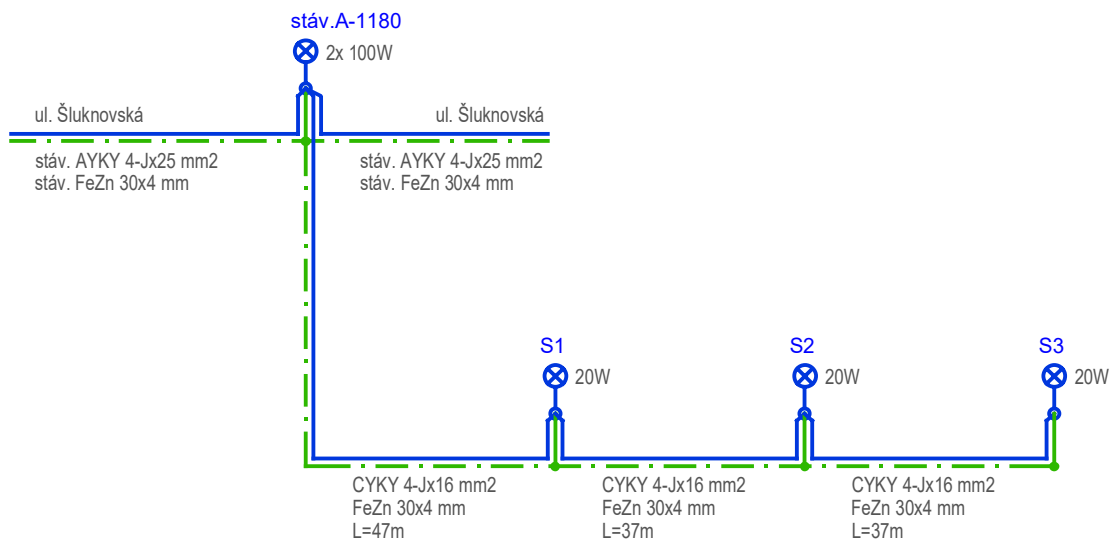 stáv.A-1180
2x 100W
ul. Šluknovská
ul. Šluknovská
stáv. AYKY 4-Jx25 mm2
stáv. FeZn 30x4 mm
stáv. AYKY 4-Jx25 mm2
stáv. FeZn 30x4 mm
S1
20W
S2
20W
S3
20W
CYKY 4-Jx16 mm2
FeZn 30x4 mm
L=47m
CYKY 4-Jx16 mm2
FeZn 30x4 mm
L=37m
CYKY 4-Jx16 mm2
FeZn 30x4 mm
L=37m